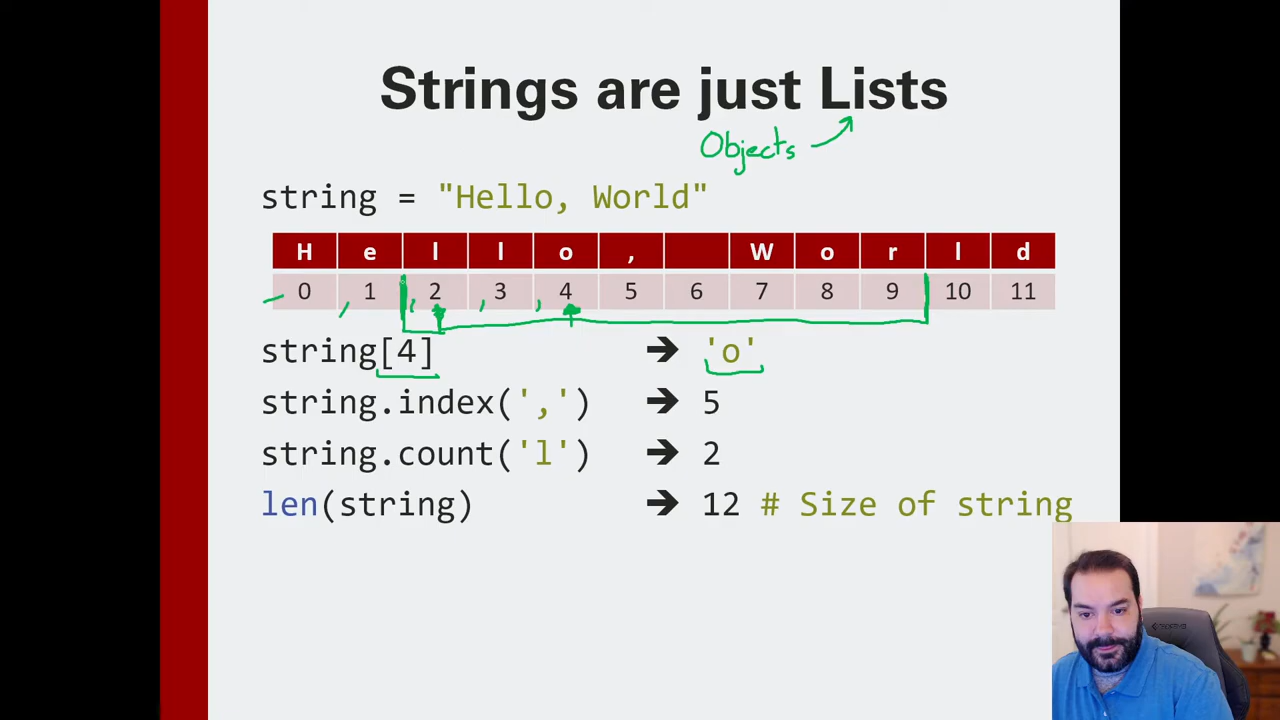 Strings are just Lists
Objects
string = "Hello, World"
H e l l o , W o r l d
0 1 2 3 4 5 6 7 8 9 10 11
string[4] → 'o'
string.index(',') → 5
string.count('l') → 2
len(string) → 12 # Size of string